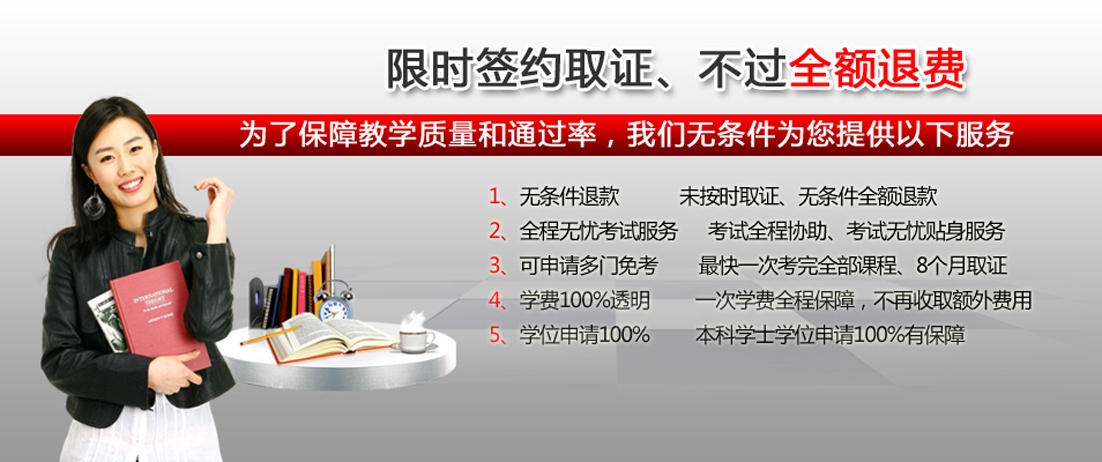 限时签约取证、不过全额退费
为了保障教学质量和通过率，我们无条件为您提供以下服务
1、无条件退款 未按时取证、无条件全额退款
2、全程无忧考试服务 考试全程协助、考试无忧贴身服务
3、可申请多门免考 最快一次考完全部课程、8个月取证
4、学费100%透明 一次学费全程保障，不再收取额外费用
5、学位申请100% 本科学士学位申请100%有保障
INTERNATIONAL
THEORY